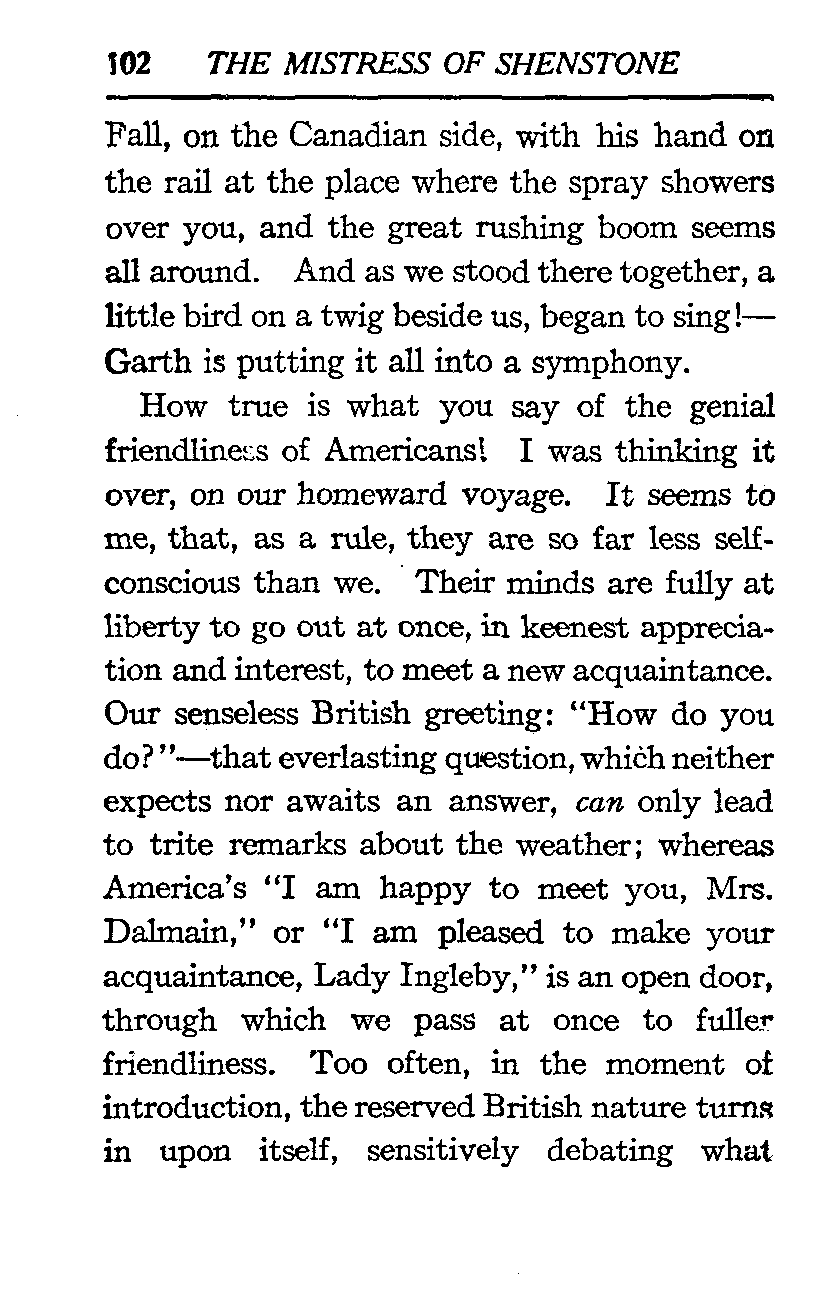 102 THE MISTRESS OF SHENSTONE
Fall, on the Canadian side, with his hand on
the rail at the place where the spray showers
over you, and the great rushing boom seems
all around. And as we stood there together, a
little bird on a twig beside us, began to sing!—
Garth is putting it all into a symphony.
How true is what you say of the genial
friendliness of Americans! I was thinking it
over, on our homeward voyage. It seems to
me, that, as a rule, they are so far less self-
conscious than we. Their minds are fully at
liberty to go out at once, in keenest apprecia-
tion and interest, to meet a new acquaintance.
Our senseless British greeting: "How do you
do?"—that everlasting question, which neither
expects nor awaits an answer, can only lead
to trite remarks about the weather; whereas
America's "I am happy to meet you, Mrs.
Dalmain," or "I am pleased to make your
acquaintance, Lady Ingleby," is an open door,
through which we pass at once to fuller
friendliness. Too often, in the moment of
introduction, the reserved British nature turns
in upon itself, sensitively debating what